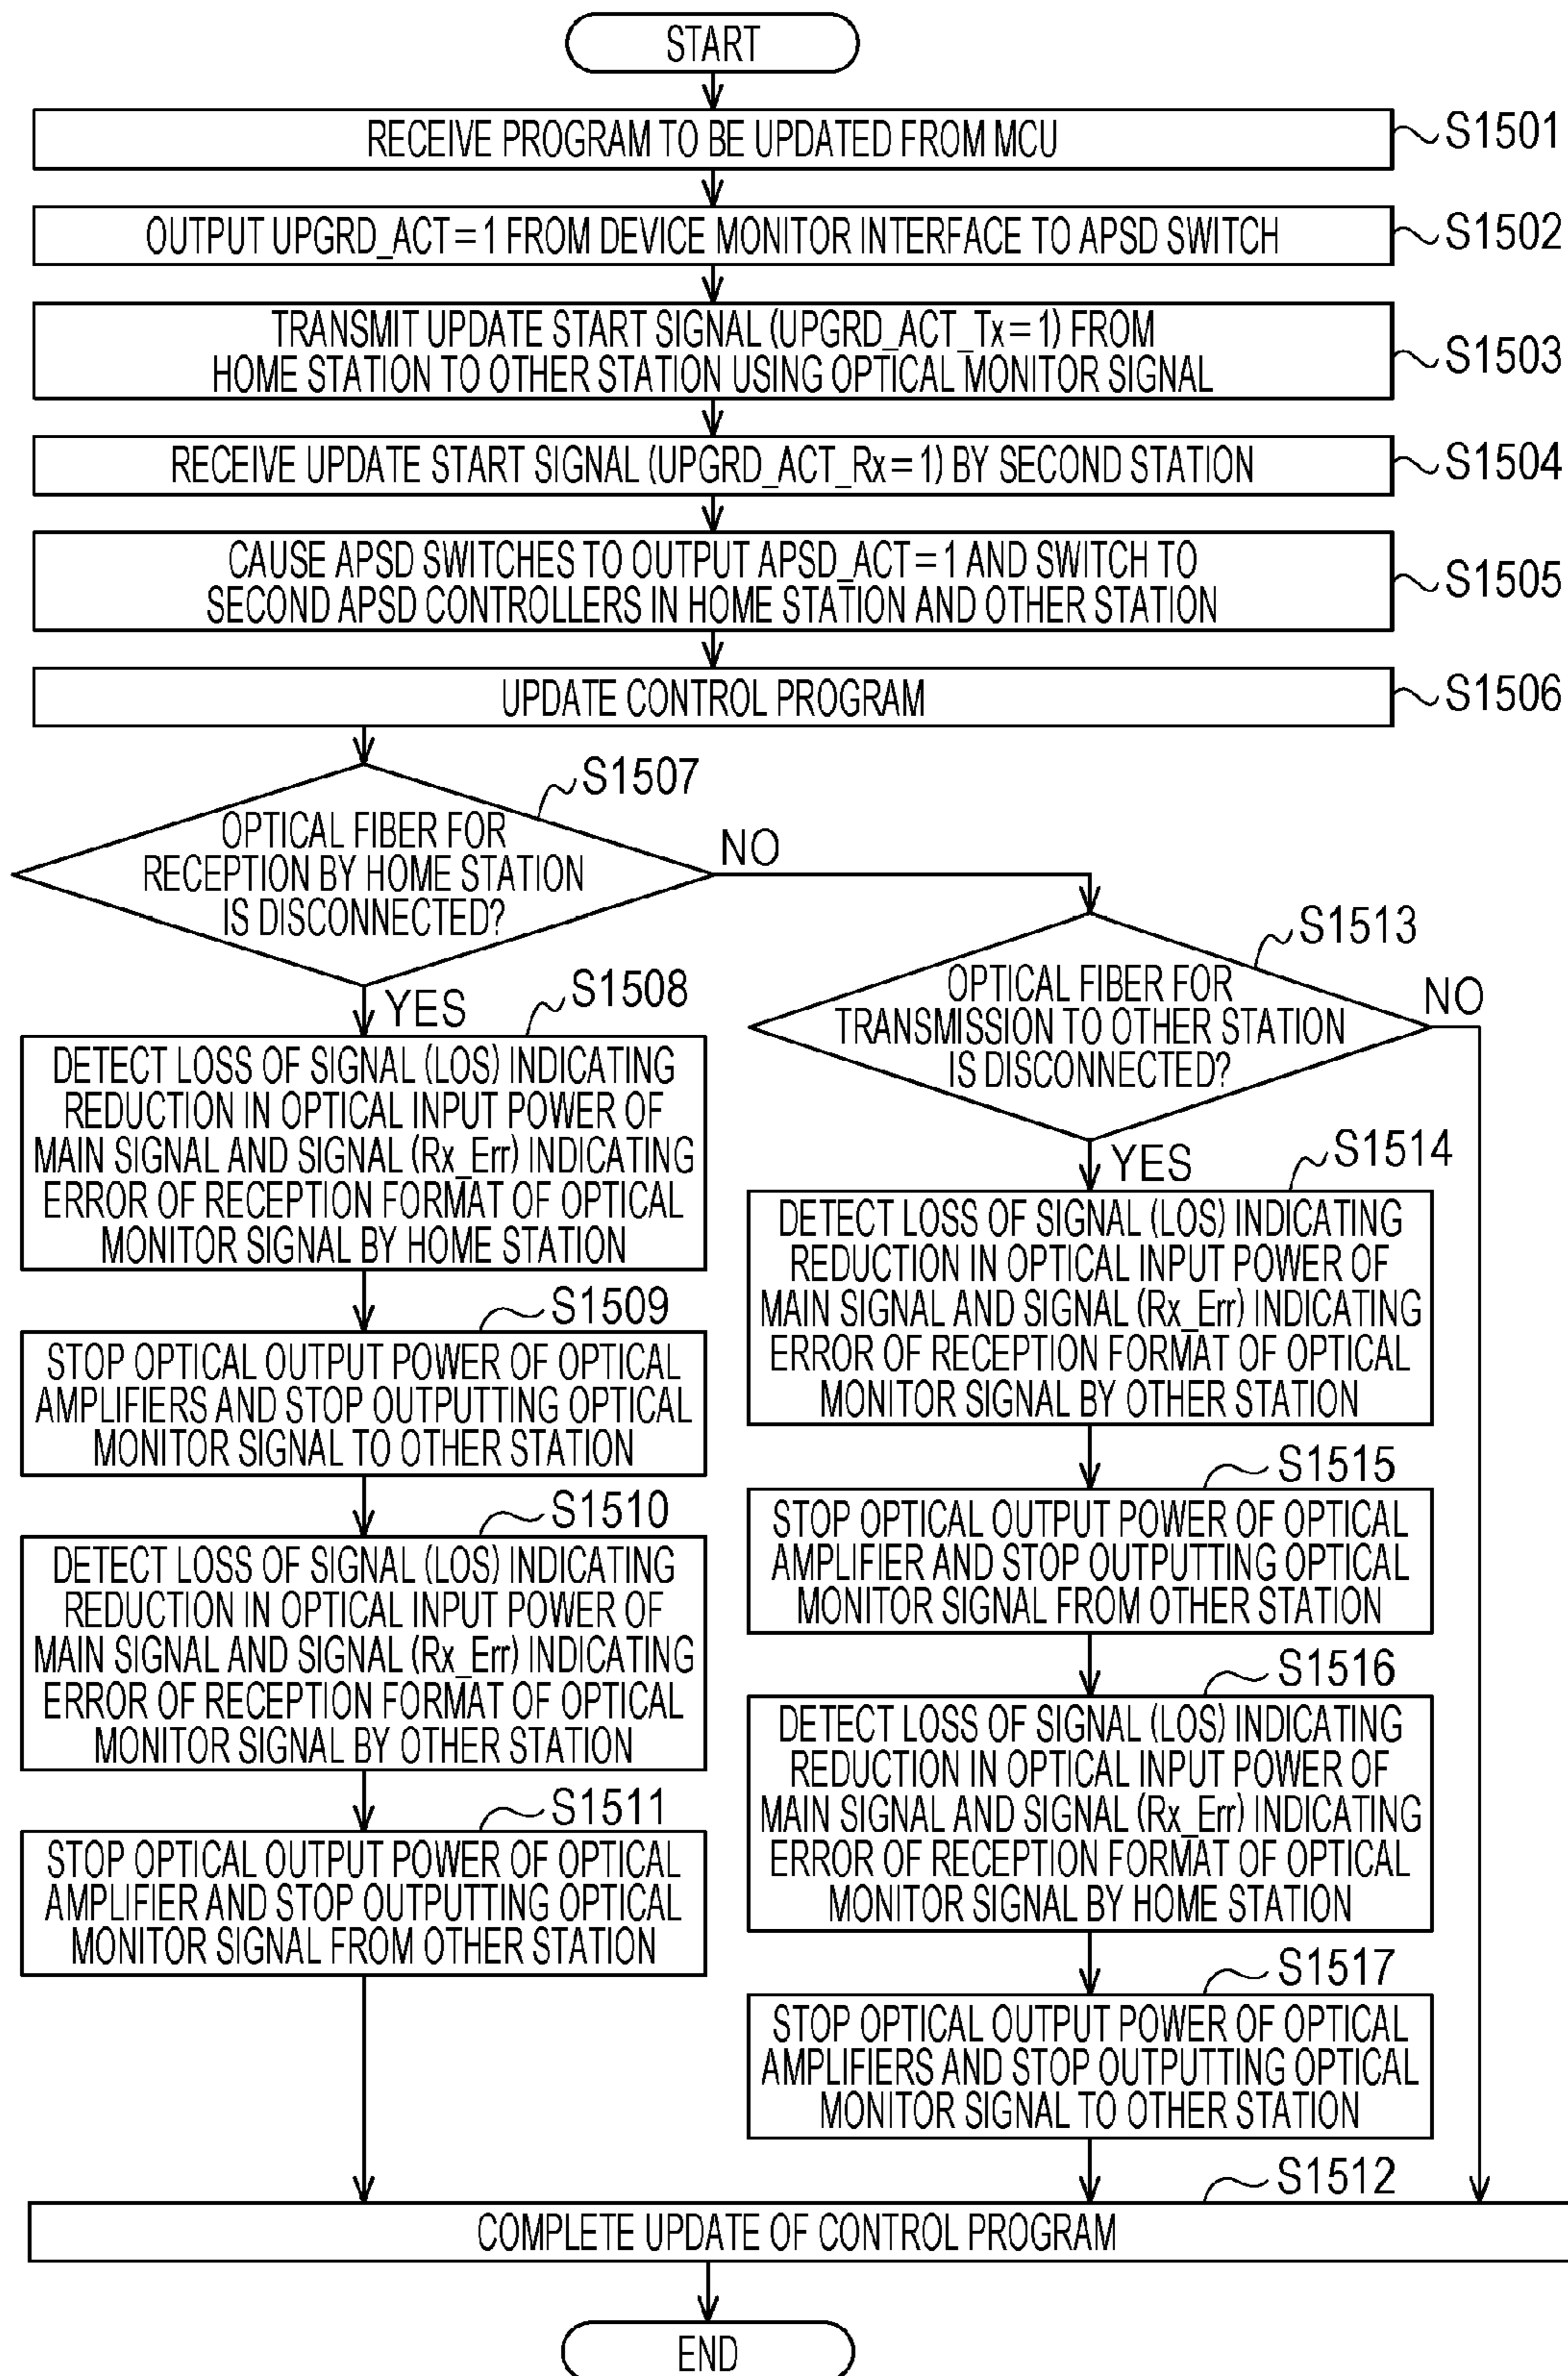 START
RECEIVE PROGRAM TO BE UPDATED FROM MCU
S1501
OUTPUT UPGRD_ACT=1 FROM DEVICE MONITOR INTERFACE TO APSD SWITCH
S1502
TRANSMIT UPDATE START SIGNAL (UPGRD_ACT_Tx=1) FROM
HOME STATION TO OTHER STATION USING OPTICAL MONITOR SIGNAL
S1503
RECEIVE UPDATE START SIGNAL (UPGRD_ACT_Rx=1) BY SECOND STATION
S1504
CAUSE APSD SWITCHES TO OUTPUT APSD_ACT=1 AND SWITCH TO
SECOND APSD CONTROLLERS IN HOME STATION AND OTHER STATION
S1505
UPDATE CONTROL PROGRAM
S1506
S1507
OPTICAL FIBER FOR
RECEPTION BY HOME STATION
IS DISCONNECTED?
NO
YES
S1508
DETECT LOSS OF SIGNAL (LOS) INDICATING
REDUCTION IN OPTICAL INPUT POWER OF
MAIN SIGNAL AND SIGNAL (Rx_Err) INDICATING
ERROR OF RECEPTION FORMAT OF OPTICAL
MONITOR SIGNAL BY HOME STATION
S1509
STOP OPTICAL OUTPUT POWER OF OPTICAL
AMPLIFIERS AND STOP OUTPUTTING OPTICAL
MONITOR SIGNAL TO OTHER STATION
S1510
DETECT LOSS OF SIGNAL (LOS) INDICATING
REDUCTION IN OPTICAL INPUT POWER OF
MAIN SIGNAL AND SIGNAL (Rx_Err) INDICATING
ERROR OF RECEPTION FORMAT OF OPTICAL
MONITOR SIGNAL BY OTHER STATION
S1511
STOP OPTICAL OUTPUT POWER OF OPTICAL
AMPLIFIER AND STOP OUTPUTTING OPTICAL
MONITOR SIGNAL FROM OTHER STATION
S1513
OPTICAL FIBER FOR
TRANSMISSION TO OTHER STATION
IS DISCONNECTED?
NO
YES
S1514
DETECT LOSS OF SIGNAL (LOS) INDICATING
REDUCTION IN OPTICAL INPUT POWER OF
MAIN SIGNAL AND SIGNAL (Rx_Err) INDICATING
ERROR OF RECEPTION FORMAT OF OPTICAL
MONITOR SIGNAL BY OTHER STATION
S1515
STOP OPTICAL OUTPUT POWER OF OPTICAL
AMPLIFIER AND STOP OUTPUTTING OPTICAL
MONITOR SIGNAL FROM OTHER STATION
S1516
DETECT LOSS OF SIGNAL (LOS) INDICATING
REDUCTION IN OPTICAL INPUT POWER OF
MAIN SIGNAL AND SIGNAL (Rx_Err) INDICATING
ERROR OF RECEPTION FORMAT OF OPTICAL
MONITOR SIGNAL BY HOME STATION
S1517
STOP OPTICAL OUTPUT POWER OF OPTICAL
AMPLIFIERS AND STOP OUTPUTTING OPTICAL
MONITOR SIGNAL TO OTHER STATION
S1512
COMPLETE UPDATE OF CONTROL PROGRAM
END